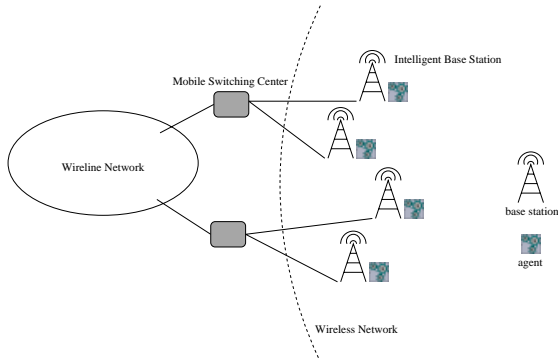 Intelligent Base Station
Mobile Switching Center
Wireline Network
base station
agent
Wireless Network